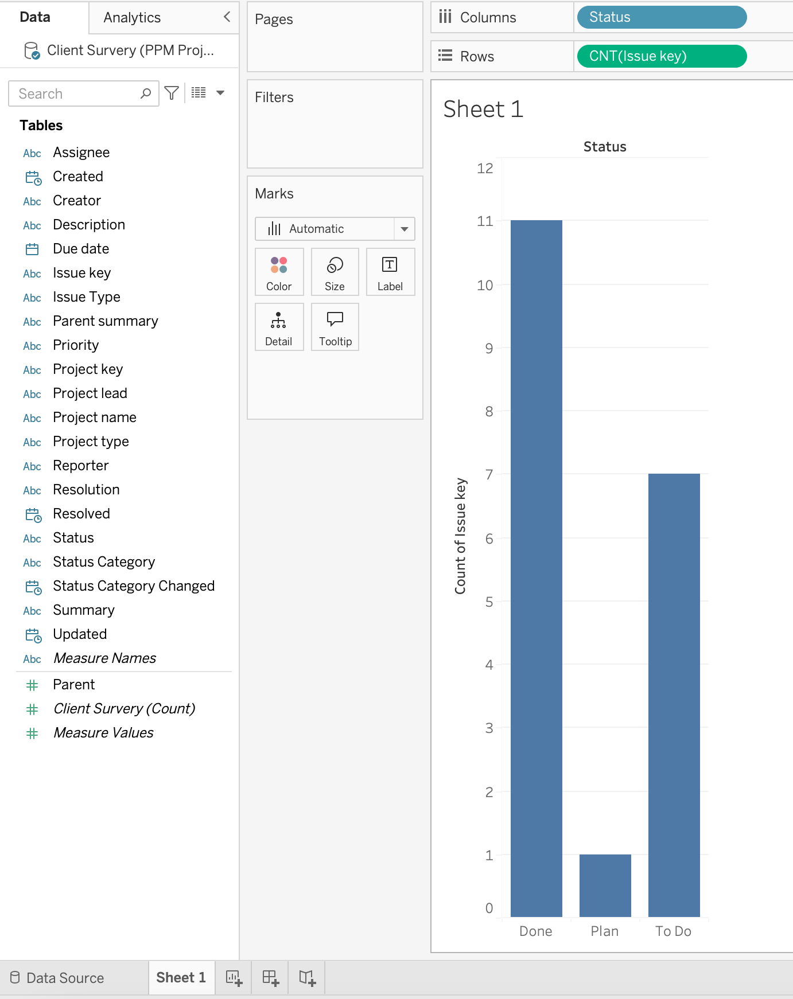 Data
Analytics
Client Survery (PPM Proj...
Search
Tables
Abc Assignee
Created
Abc Creator
Abc Description
Due date
Abc Issue key
Abc Issue Type
Abc Parent summary
Abc Priority
Abc Project key
Abc Project lead
Abc Project name
Abc Project type
Abc Reporter
Abc Resolution
Resolved
Abc Status
Abc Status Category
Status Category Changed
Abc Summary
Updated
Abc Measure Names
# Parent
# Client Survery (Count)
# Measure Values
Pages
Filters
Marks
Automatic
Color
Size
T
Label
Detail
Tooltip
Columns
Status
Rows
CNT(Issue key)
Sheet 1
Status
Count of Issue key
12
11
10
9
8
7
6
5
4
3
2
1
0
Done
Plan
To Do
Data Source
Sheet 1